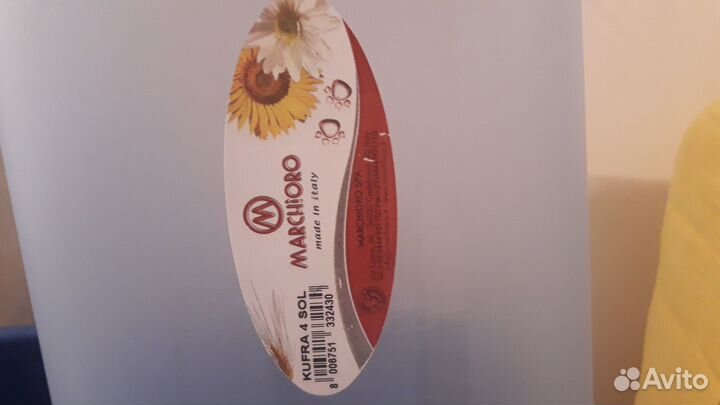 M
MARCHIORO
made in italy
MARCHIORO SPA
KUFRA 4 SOL
8 006751 332430
Avito